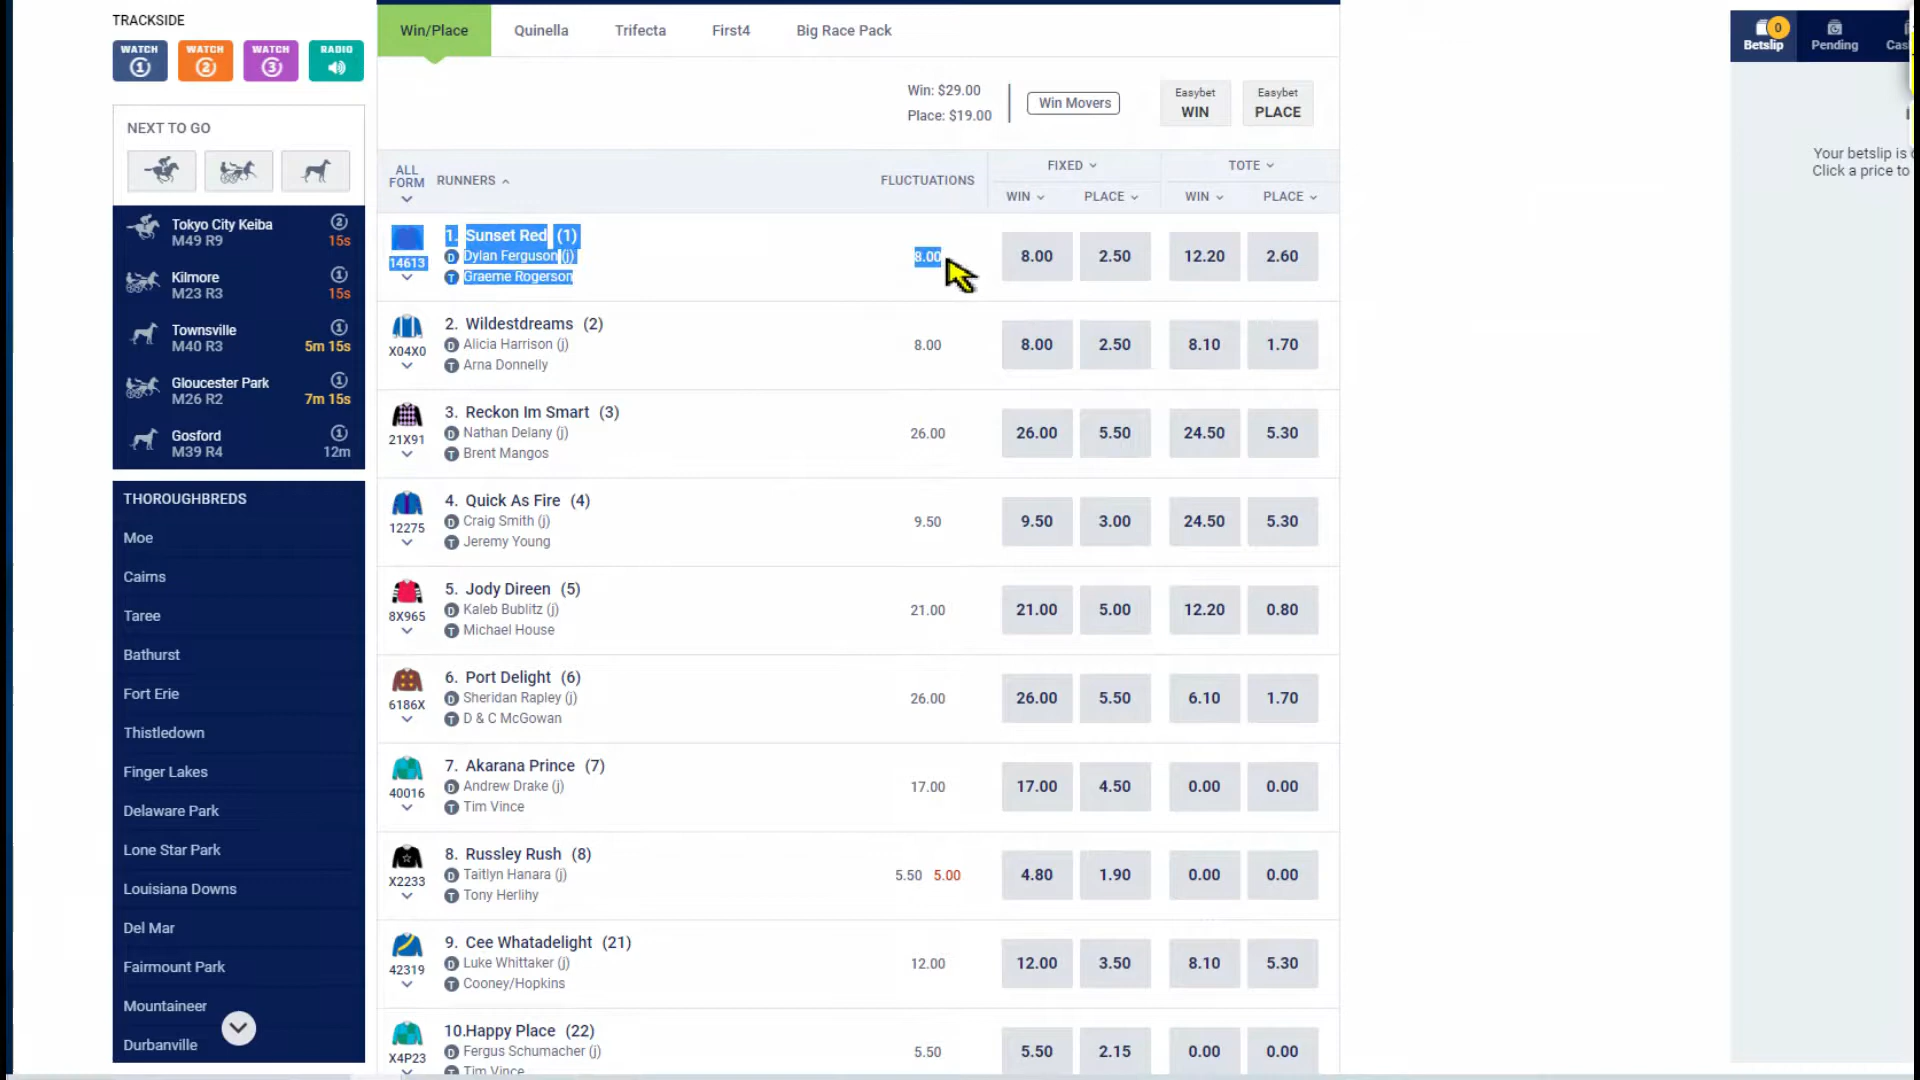 TRACKSIDE
WATCH 1
WATCH 2
WATCH 3
RADIO
NEXT TO GO
Tokyo City Keiba 2
M49 R9 15s
Kilmore 1
M23 R3 15s
Townsville 1
M40 R3 5m 15s
Gloucester Park 1
M26 R2 7m 15s
Gosford 1
M39 R4 12m
THOROUGHBREDS
Moe
Cairns
Taree
Bathurst
Fort Erie
Thistledown
Finger Lakes
Delaware Park
Lone Star Park
Louisiana Downs
Del Mar
Fairmount Park
Mountaineer
Durbanville
Win/Place Quinella Trifecta First4 Big Race Pack
Win: $29.00
Place: $19.00
Win Movers
Easybet WIN
Easybet PLACE
ALL FORM RUNNERS FLUCTUATIONS FIXED TOTE
WIN PLACE WIN PLACE
1. Sunset Red (1)
D Dylan Ferguson (j)
14613 T Graeme Rogerson
8.00 8.00 2.50 12.20 2.60
2. Wildestdreams (2)
D Alicia Harrison (j)
X04X0 T Arna Donnelly
8.00 8.00 2.50 8.10 1.70
3. Reckon Im Smart (3)
D Nathan Delany (j)
21X91 T Brent Mangos
26.00 26.00 5.50 24.50 5.30
4. Quick As Fire (4)
D Craig Smith (j)
12275 T Jeremy Young
9.50 9.50 3.00 24.50 5.30
5. Jody Direen (5)
D Kaleb Bublitz (j)
8X965 T Michael House
21.00 21.00 5.00 12.20 0.80
6. Port Delight (6)
D Sheridan Rapley (j)
6186X T D & C McGowan
26.00 26.00 5.50 6.10 1.70
7. Akarana Prince (7)
D Andrew Drake (j)
40016 T Tim Vince
17.00 17.00 4.50 0.00 0.00
8. Russley Rush (8)
D Taitlyn Hanara (j)
X2233 T Tony Herlihy
5.50 5.00 4.80 1.90 0.00 0.00
9. Cee Whatadelight (21)
D Luke Whittaker (j)
42319 T Cooney/Hopkins
12.00 12.00 3.50 8.10 5.30
10.Happy Place (22)
D Fergus Schumacher (j)
X4P23 T Tim Vince
5.50 5.50 2.15 0.00 0.00
0
Betslip Pending Cas
Your betslip is
Click a price to